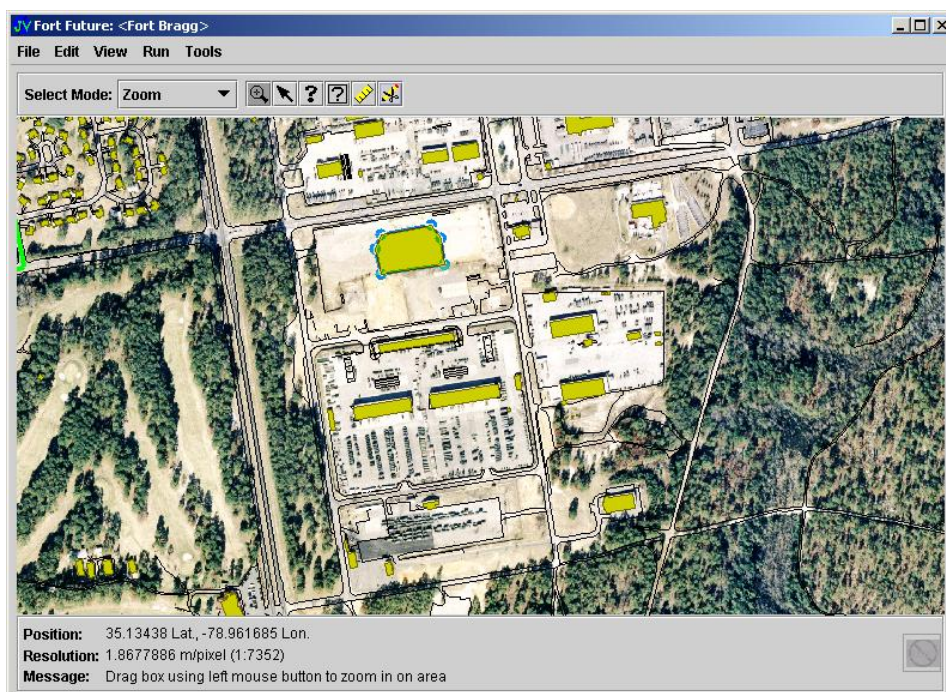 JV Fort Future: <Fort Bragg>
File Edit View Run Tools
Select Mode: Zoom
Position: 35.13438 Lat., -78.961685 Lon.
Resolution: 1.8677886 m/pixel (1:7352)
Message: Drag box using left mouse button to zoom in on area